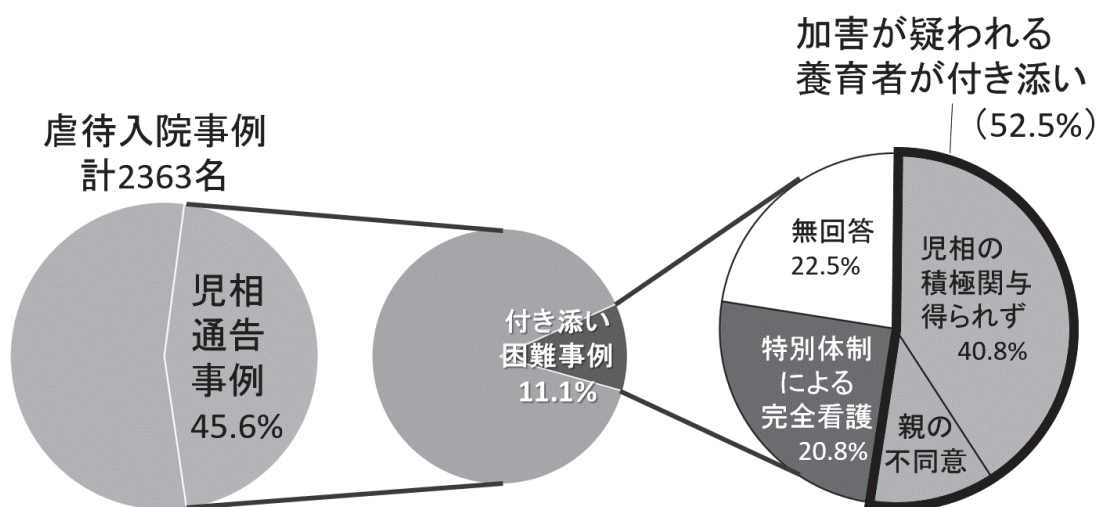 虐待入院事例
計2363名
児相
通告
事例
45.6%
付き添い
困難事例
11.1%
加害が疑われる
養育者が付き添い
（52.5%）
無回答
22.5%
児相の
積極関与
得られず
40.8%
特別体制
による
完全看護
20.8%
親の
不同意